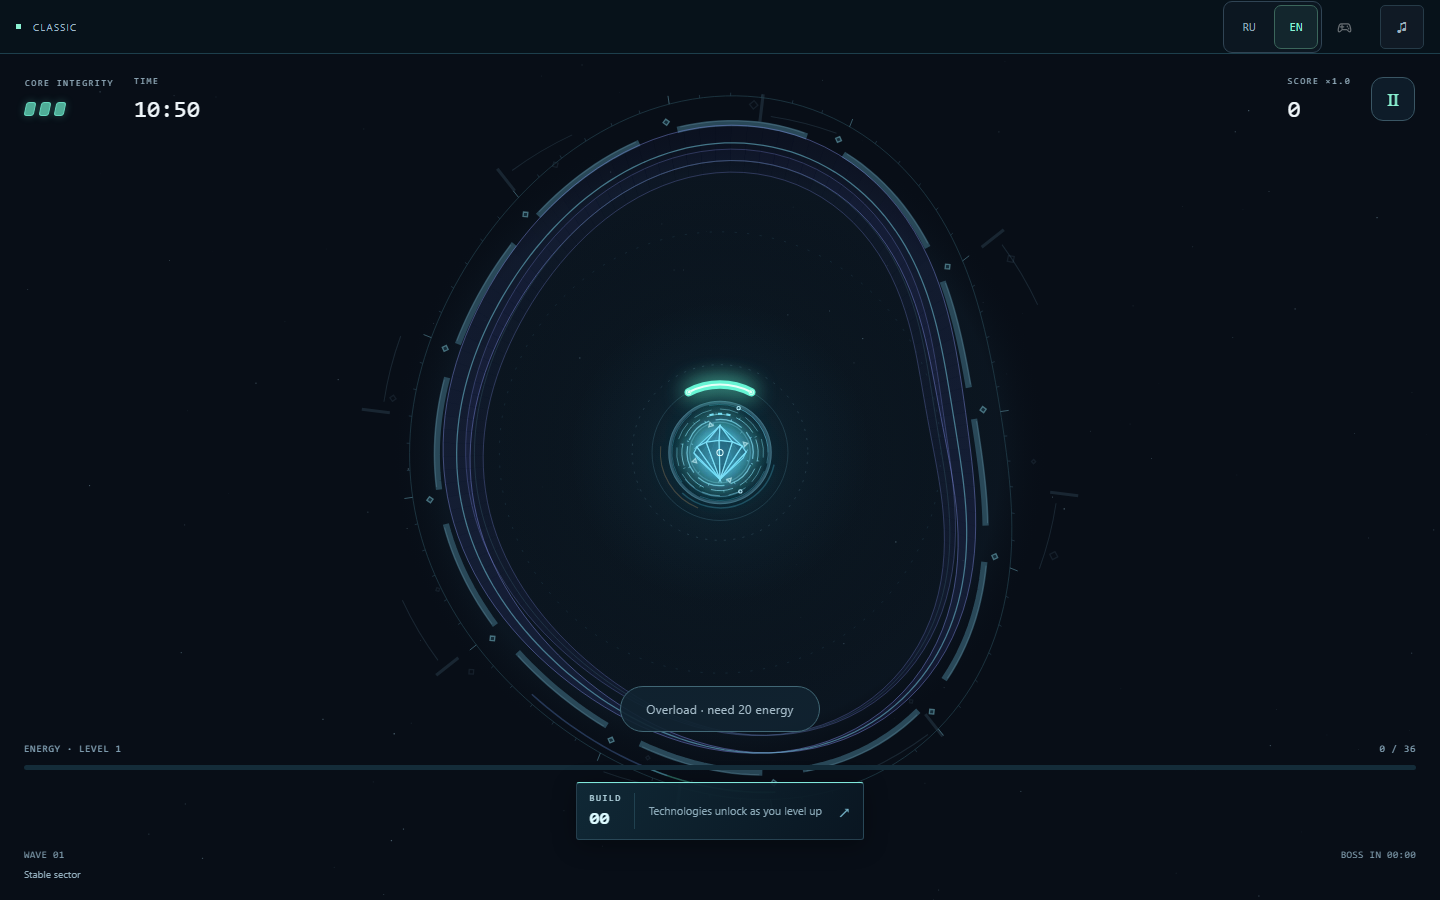 CLASSIC
RU
EN
CORE INTEGRITY
TIME
10:50
SCORE ×1.0
0
Overload · need 20 energy
ENERGY · LEVEL 1
0 / 36
BUILD
00
Technologies unlock as you level up
WAVE 01
BOSS IN 00:00
Stable sector